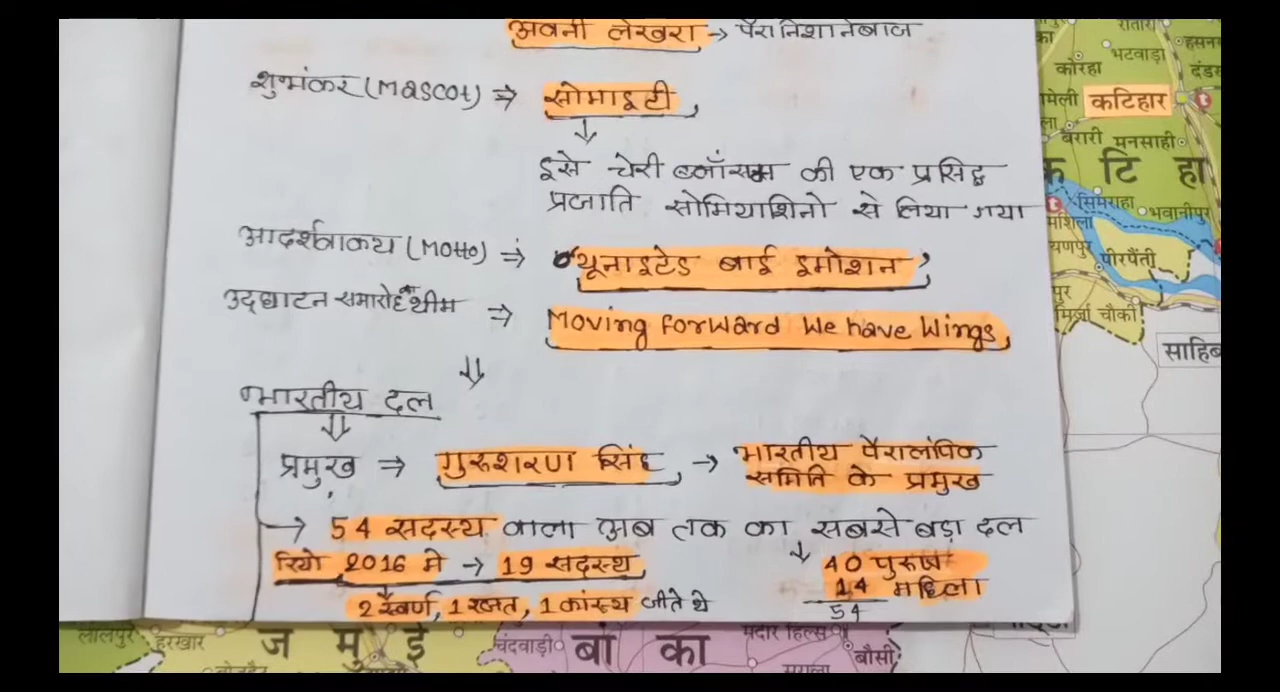 अवनी लेखरा → पैरा निशानेबाज
शुभंकर (Mascot) ⇒ सोमाइटी,
↓
इसे चेरी ब्लॉसम की एक प्रसिद्ध
प्रजाति सोमियोशिनो से लिया गया
आदर्शवाक्य (Motto) ⇒ यूनाइटेड बाई इमोशन,
उद्घाटन समारोह थीम ⇒ Moving Forward We have Wings,
भारतीय दल
प्रमुख ⇒ गुरुशरण सिंह, → भारतीय पैरालंपिक
समिति के प्रमुख
→ 54 सदस्य वाला अब तक का सबसे बड़ा दल
रियो 2016 मे → 19 सदस्य, ↓ 40 पुरुष
14 महिला
2 स्वर्ण, 1 रजत, 1 कांस्य जीते थे 54
कोरहा
भटवाड़ा
कटिहार
बरारी
मनसाही
क टि हा
सिमराहा
भवानीपुर
पीरपैंती
मिर्जा चौकी
साहिब
लालपुर
हरखार
ज मु ई
चंदवाड़ी
बां का
मदार हिल्स
बौसी